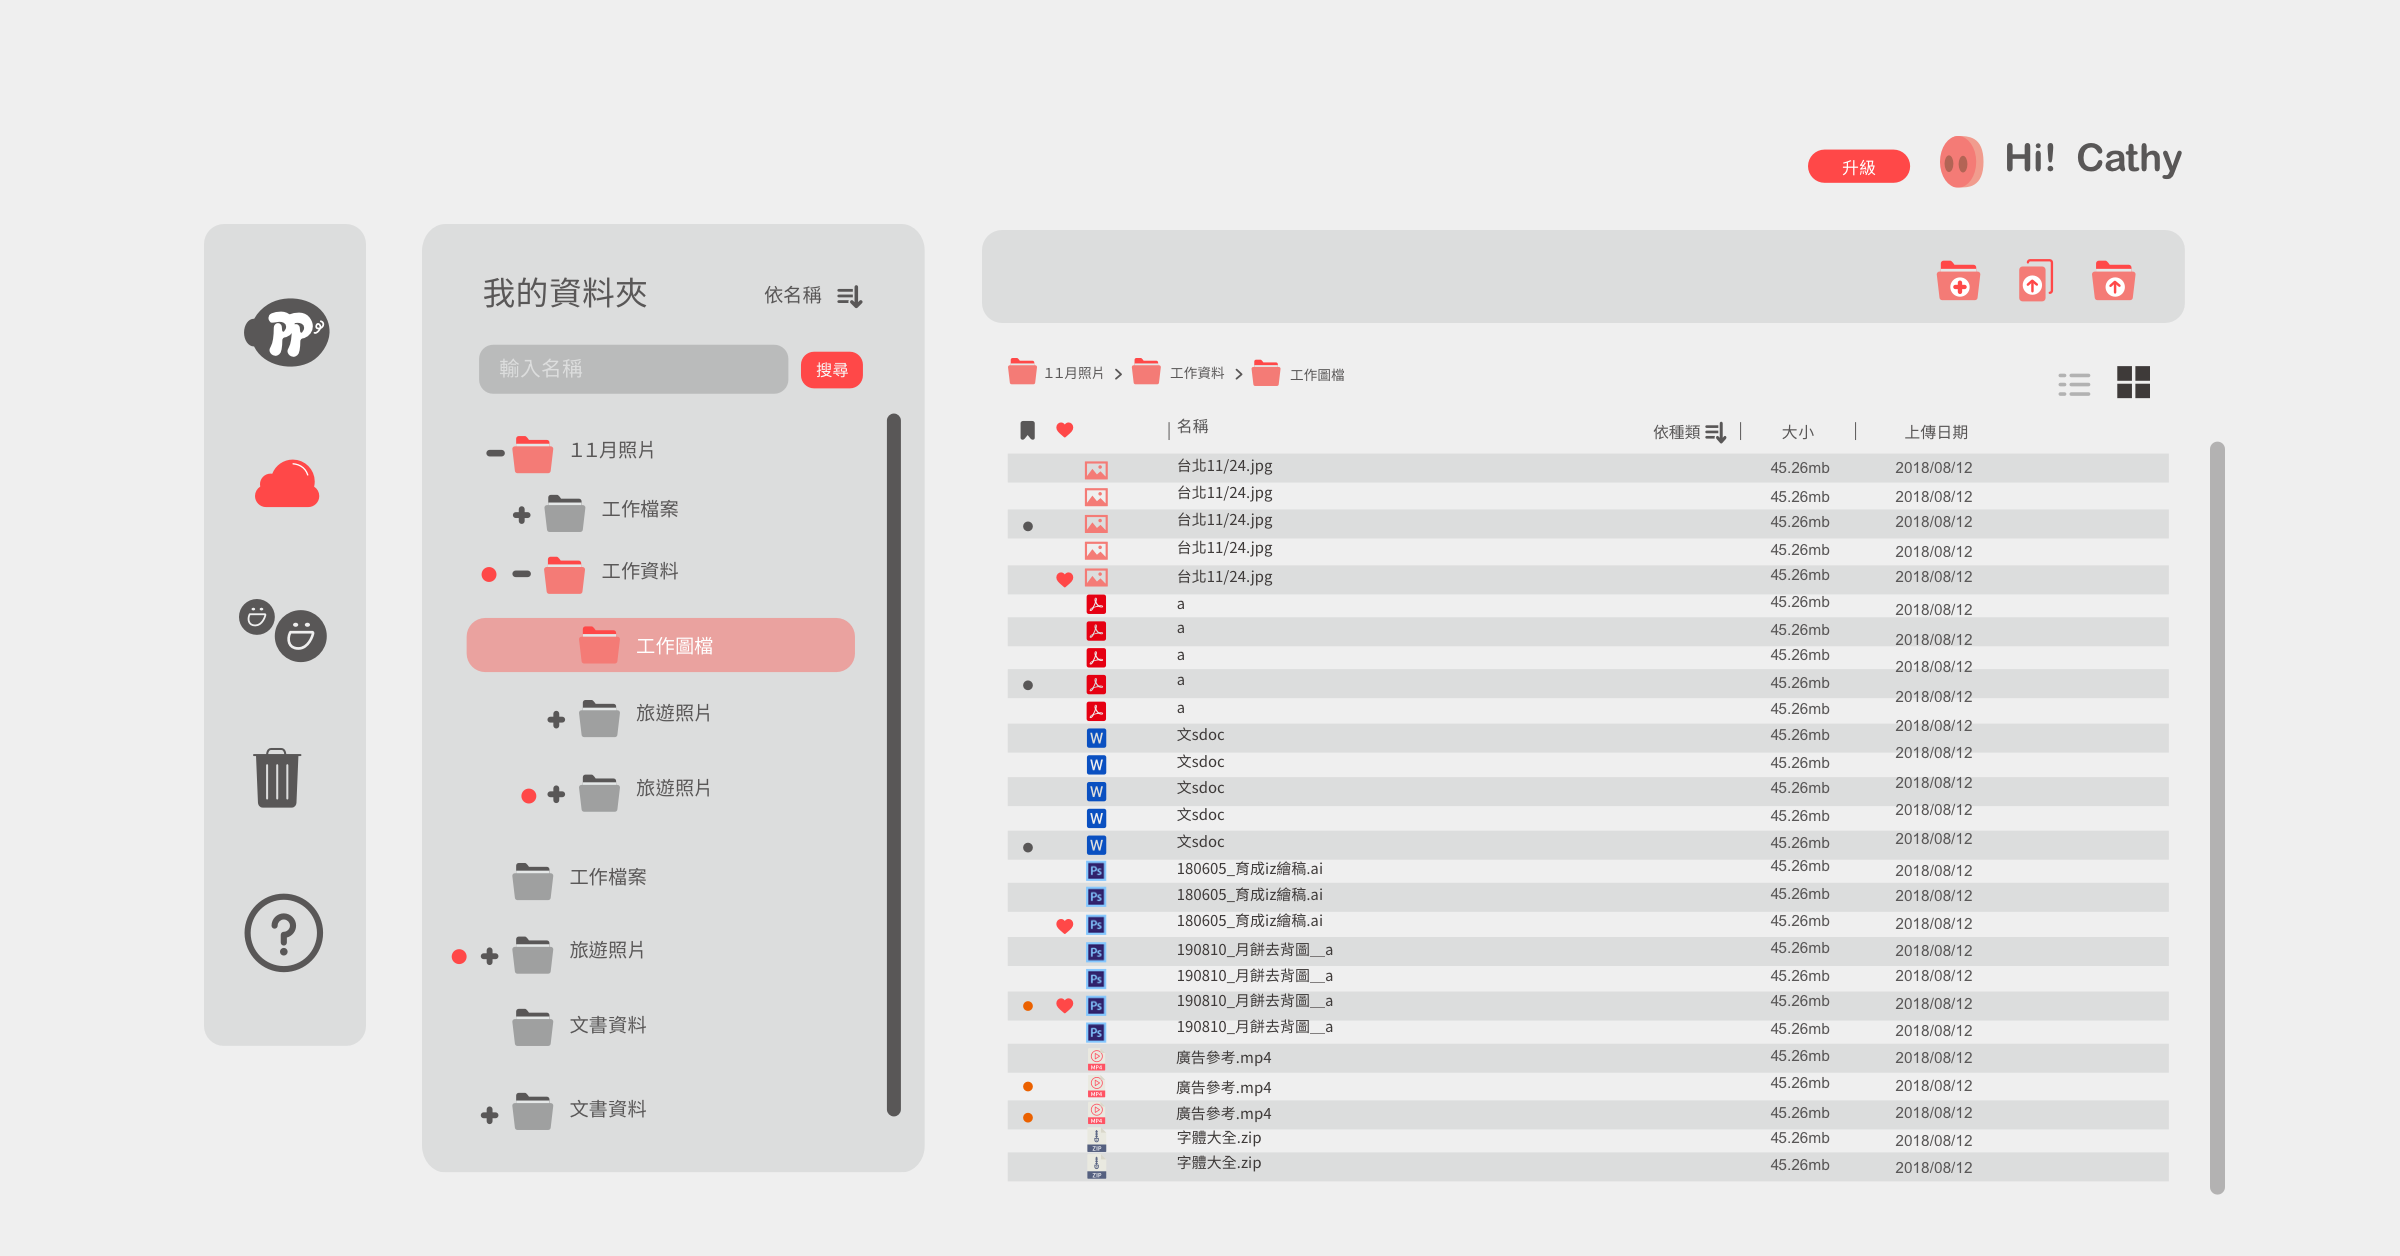 升級
Hi! Cathy
PP
我的資料夾
依名稱
輸入名稱
搜尋
11月照片
工作檔案
工作資料
工作圖檔
旅遊照片
旅遊照片
工作檔案
旅遊照片
文書資料
文書資料
11月照片 > 工作資料 > 工作圖檔
名稱 依種類 大小 上傳日期
台北11/24.jpg 45.26mb 2018/08/12
台北11/24.jpg 45.26mb 2018/08/12
台北11/24.jpg 45.26mb 2018/08/12
台北11/24.jpg 45.26mb 2018/08/12
台北11/24.jpg 45.26mb 2018/08/12
a 45.26mb 2018/08/12
a 45.26mb 2018/08/12
a 45.26mb 2018/08/12
a 45.26mb 2018/08/12
a 45.26mb 2018/08/12
W 文sdoc 45.26mb 2018/08/12
W 文sdoc 45.26mb 2018/08/12
W 文sdoc 45.26mb 2018/08/12
W 文sdoc 45.26mb 2018/08/12
W 文sdoc 45.26mb 2018/08/12
Ps 180605_育成iz繪稿.ai 45.26mb 2018/08/12
Ps 180605_育成iz繪稿.ai 45.26mb 2018/08/12
Ps 180605_育成iz繪稿.ai 45.26mb 2018/08/12
Ps 190810_月餅去背圖__a 45.26mb 2018/08/12
Ps 190810_月餅去背圖__a 45.26mb 2018/08/12
Ps 190810_月餅去背圖__a 45.26mb 2018/08/12
Ps 190810_月餅去背圖__a 45.26mb 2018/08/12
MP4 廣告參考.mp4 45.26mb 2018/08/12
MP4 廣告參考.mp4 45.26mb 2018/08/12
MP4 廣告參考.mp4 45.26mb 2018/08/12
ZIP 字體大全.zip 45.26mb 2018/08/12
ZIP 字體大全.zip 45.26mb 2018/08/12